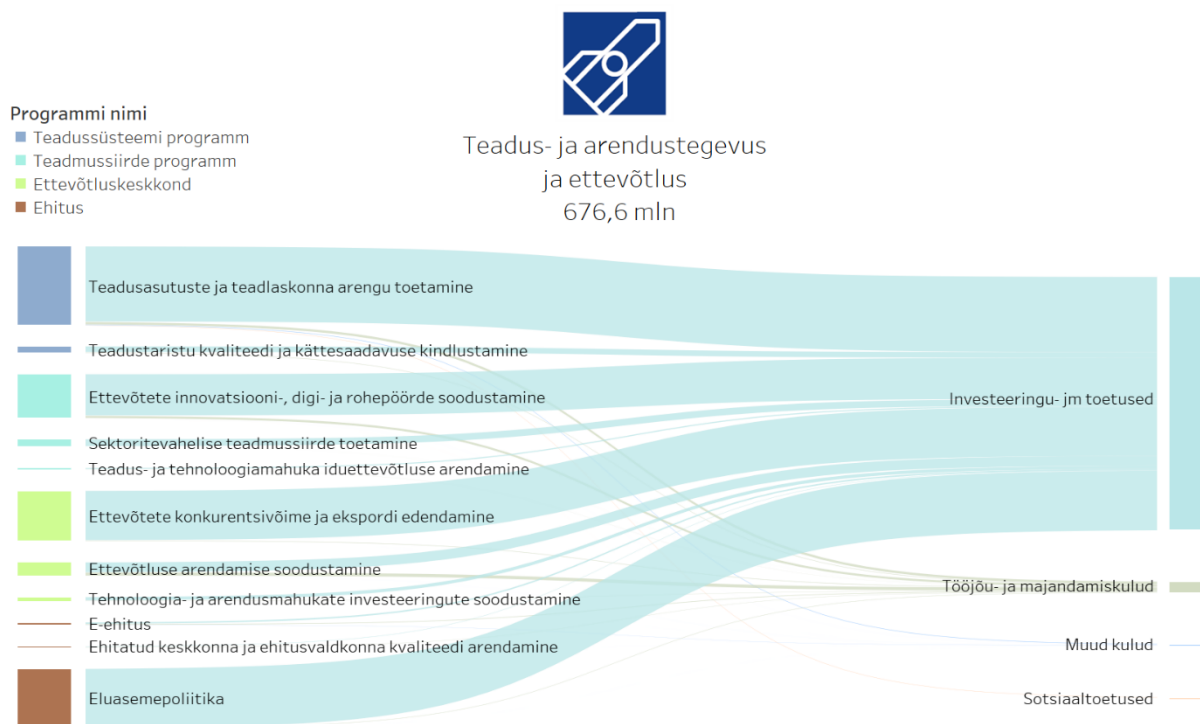 Teadus- ja arendustegevus
ja ettevõtlus
676,6 mln
Programmi nimi
Teadussüsteemi programm
Teadmussiirde programm
Ettevõtluskeskkond
Ehitus
Teadusasutuste ja teadlaskonna arengu toetamine
Teadustaristu kvaliteedi ja kättesaadavuse kindlustamine
Ettevõtete innovatsiooni-, digi- ja rohepöörde soodustamine
Sektoritevahelise teadmussiirde toetamine
Teadus- ja tehnoloogiamahuka iduettevõtluse arendamine
Ettevõtete konkurentsivõime ja ekspordi edendamine
Ettevõtluse arendamise soodustamine
Tehnoloogia- ja arendusmahukate investeeringute soodustamine
E-ehitus
Ehitatud keskkonna ja ehitusvaldkonna kvaliteedi arendamine
Eluasemepoliitika
Investeeringu- jm toetused
Tööjõu- ja majandamiskulud
Muud kulud
Sotsiaaltoetused